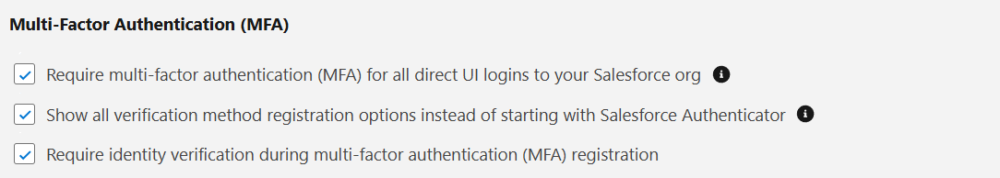 Multi-Factor Authentication (MFA)
Require multi-factor authentication (MFA) for all direct UI logins to your Salesforce org
Show all verification method registration options instead of starting with Salesforce Authenticator
Require identity verification during multi-factor authentication (MFA) registration